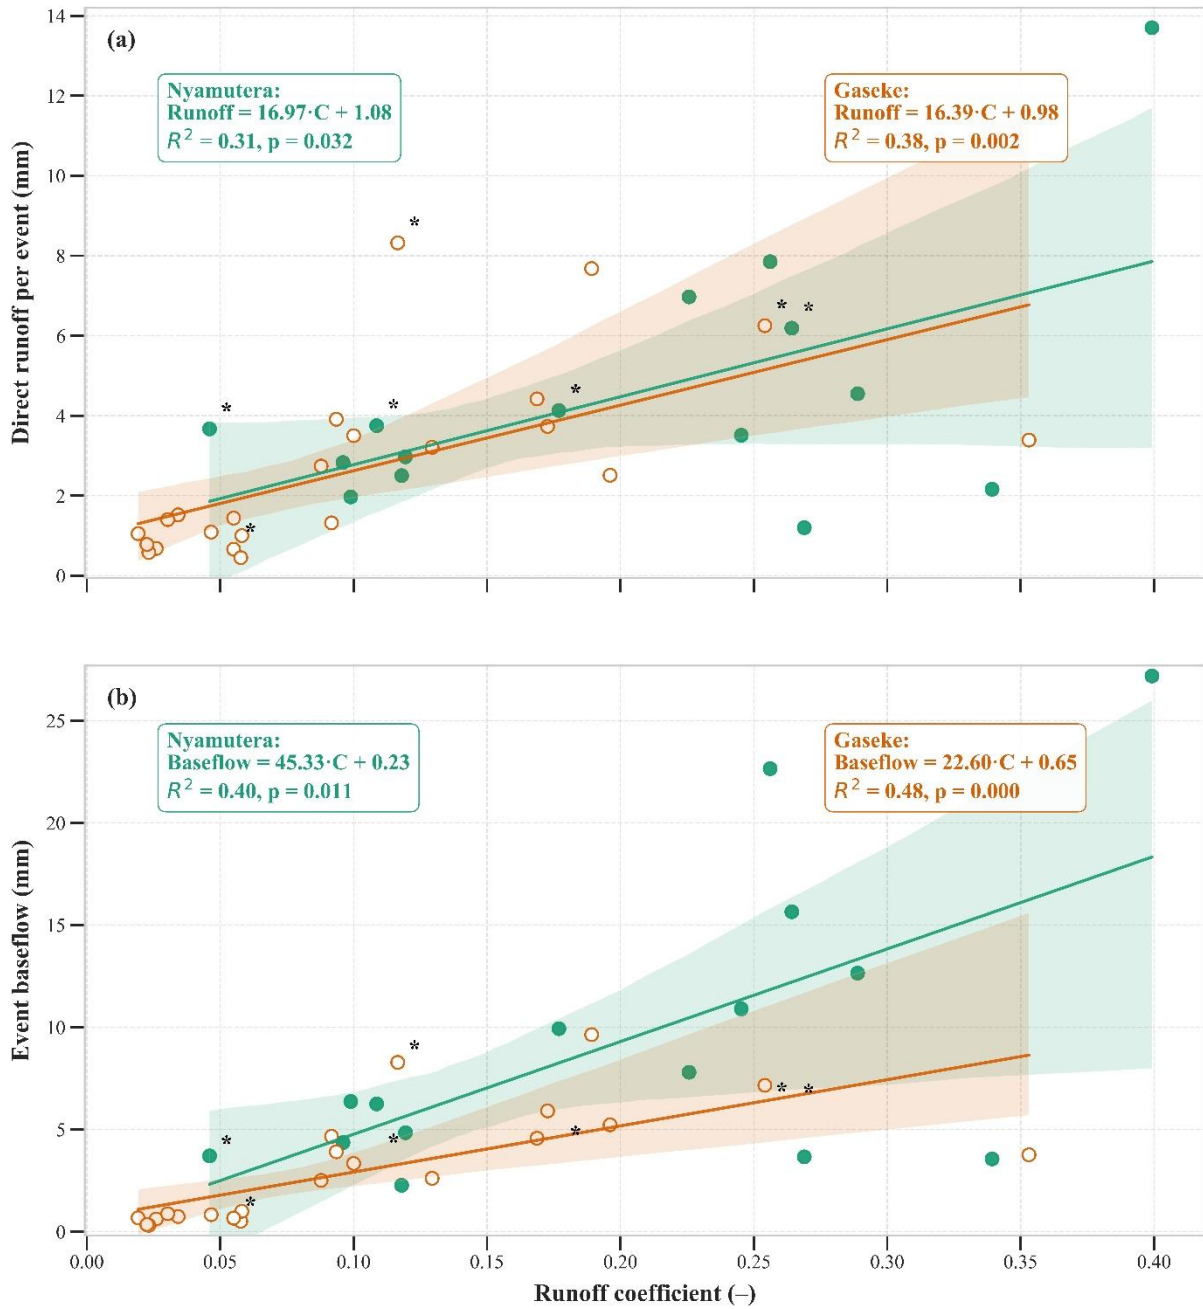 (a)
Direct runoff per event (mm)
14
12
10
8
6
4
2
0
Nyamutera:
Runoff = 16.97·C + 1.08
R² = 0.31, p = 0.032
Gaseke:
Runoff = 16.39·C + 0.98
R² = 0.38, p = 0.002
*
*
*
*
*
*
*
(b)
Event baseflow (mm)
25
20
15
10
5
0
Nyamutera:
Baseflow = 45.33·C + 0.23
R² = 0.40, p = 0.011
Gaseke:
Baseflow = 22.60·C + 0.65
R² = 0.48, p = 0.000
*
*
*
*
*
*
*
0.00 0.05 0.10 0.15 0.20 0.25 0.30 0.35 0.40
Runoff coefficient (–)